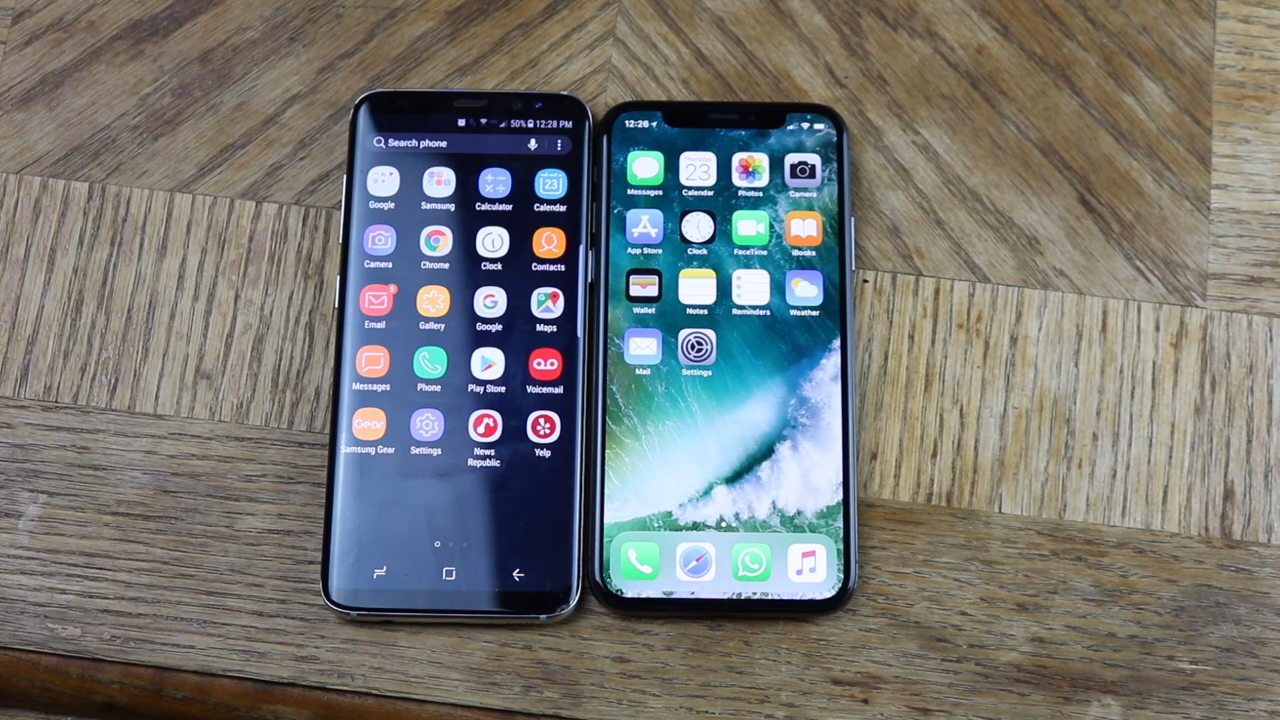 50% 12:28 PM
Search phone
Google Samsung Calculator Calendar
23
Camera Chrome Clock Contacts
Email Gallery Google Maps
5
Messages Phone Play Store Voicemail
Gear
Samsung Gear Settings News Republic Yelp
12:26
Thursday
23
Messages Calendar Photos Camera
App Store Clock FaceTime iBooks
Wallet Notes Reminders Weather
Mail Settings